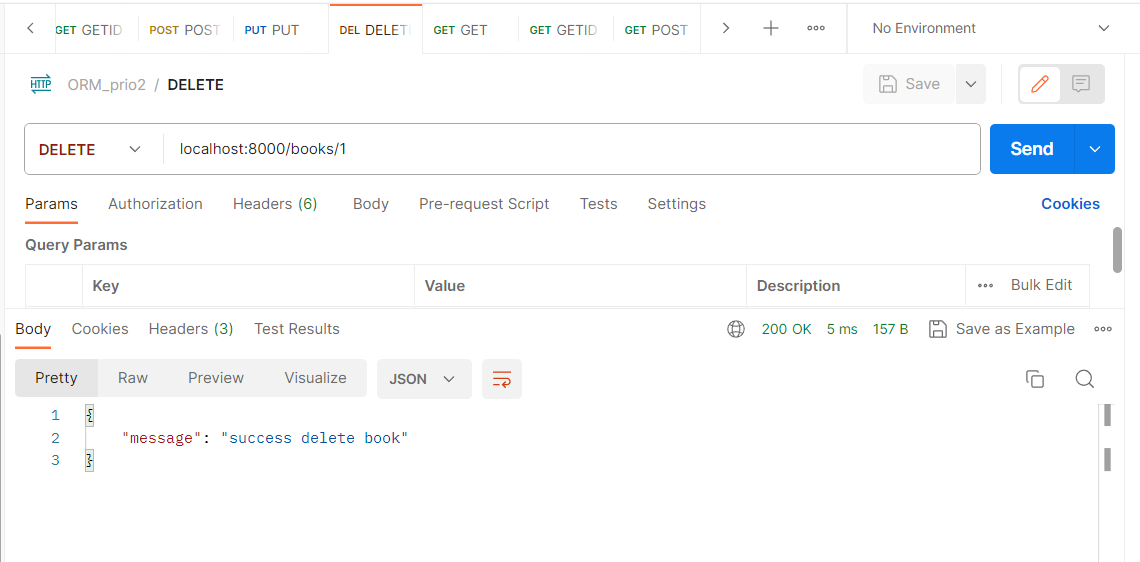 GET GETID POST POST PUT PUT DEL DELET GET GET GET GETID GET POST No Environment
HTTP ORM_prio2 / DELETE Save
DELETE localhost:8000/books/1 Send
Params Authorization Headers (6) Body Pre-request Script Tests Settings Cookies
Query Params
Key Value Description Bulk Edit
Body Cookies Headers (3) Test Results 200 OK 5 ms 157 B Save as Example
Pretty Raw Preview Visualize JSON
1 {
2 "message": "success delete book"
3 }